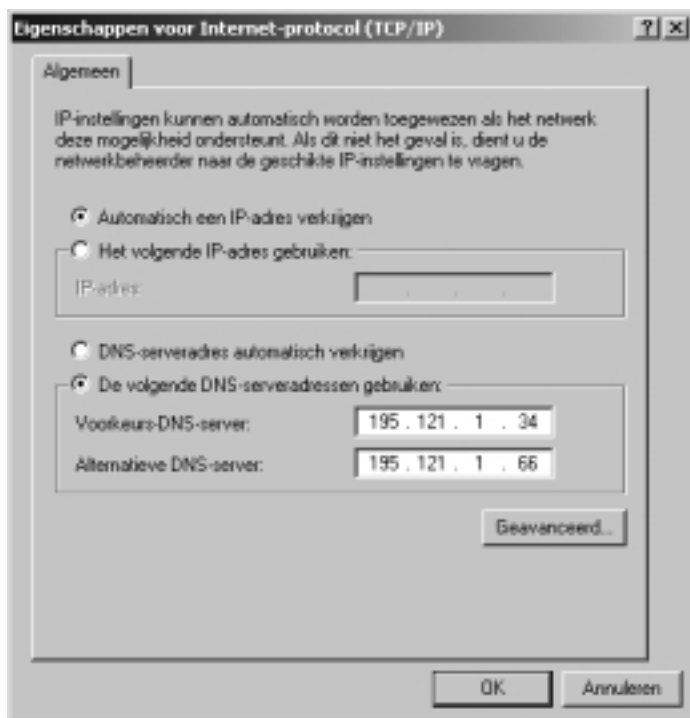 Eigenschappen voor Internet-protocol (TCP/IP)
Algemeen
IP-instellingen kunnen automatisch worden toegewezen als het netwerk
deze mogelijkheid ondersteunt. Als dit niet het geval is, dient u de
netwerkbeheerder naar de geschikte IP-instellingen te vragen.
Automatisch een IP-adres verkrijgen
Het volgende IP-adres gebruiken:
IP-adres:
DNS-serveradres automatisch verkrijgen
De volgende DNS-serveradressen gebruiken:
Voorkeurs-DNS-server: 195 . 121 . 1 . 34
Alternatieve DNS-server: 195 . 121 . 1 . 66
Geavanceerd...
OK Annuleren